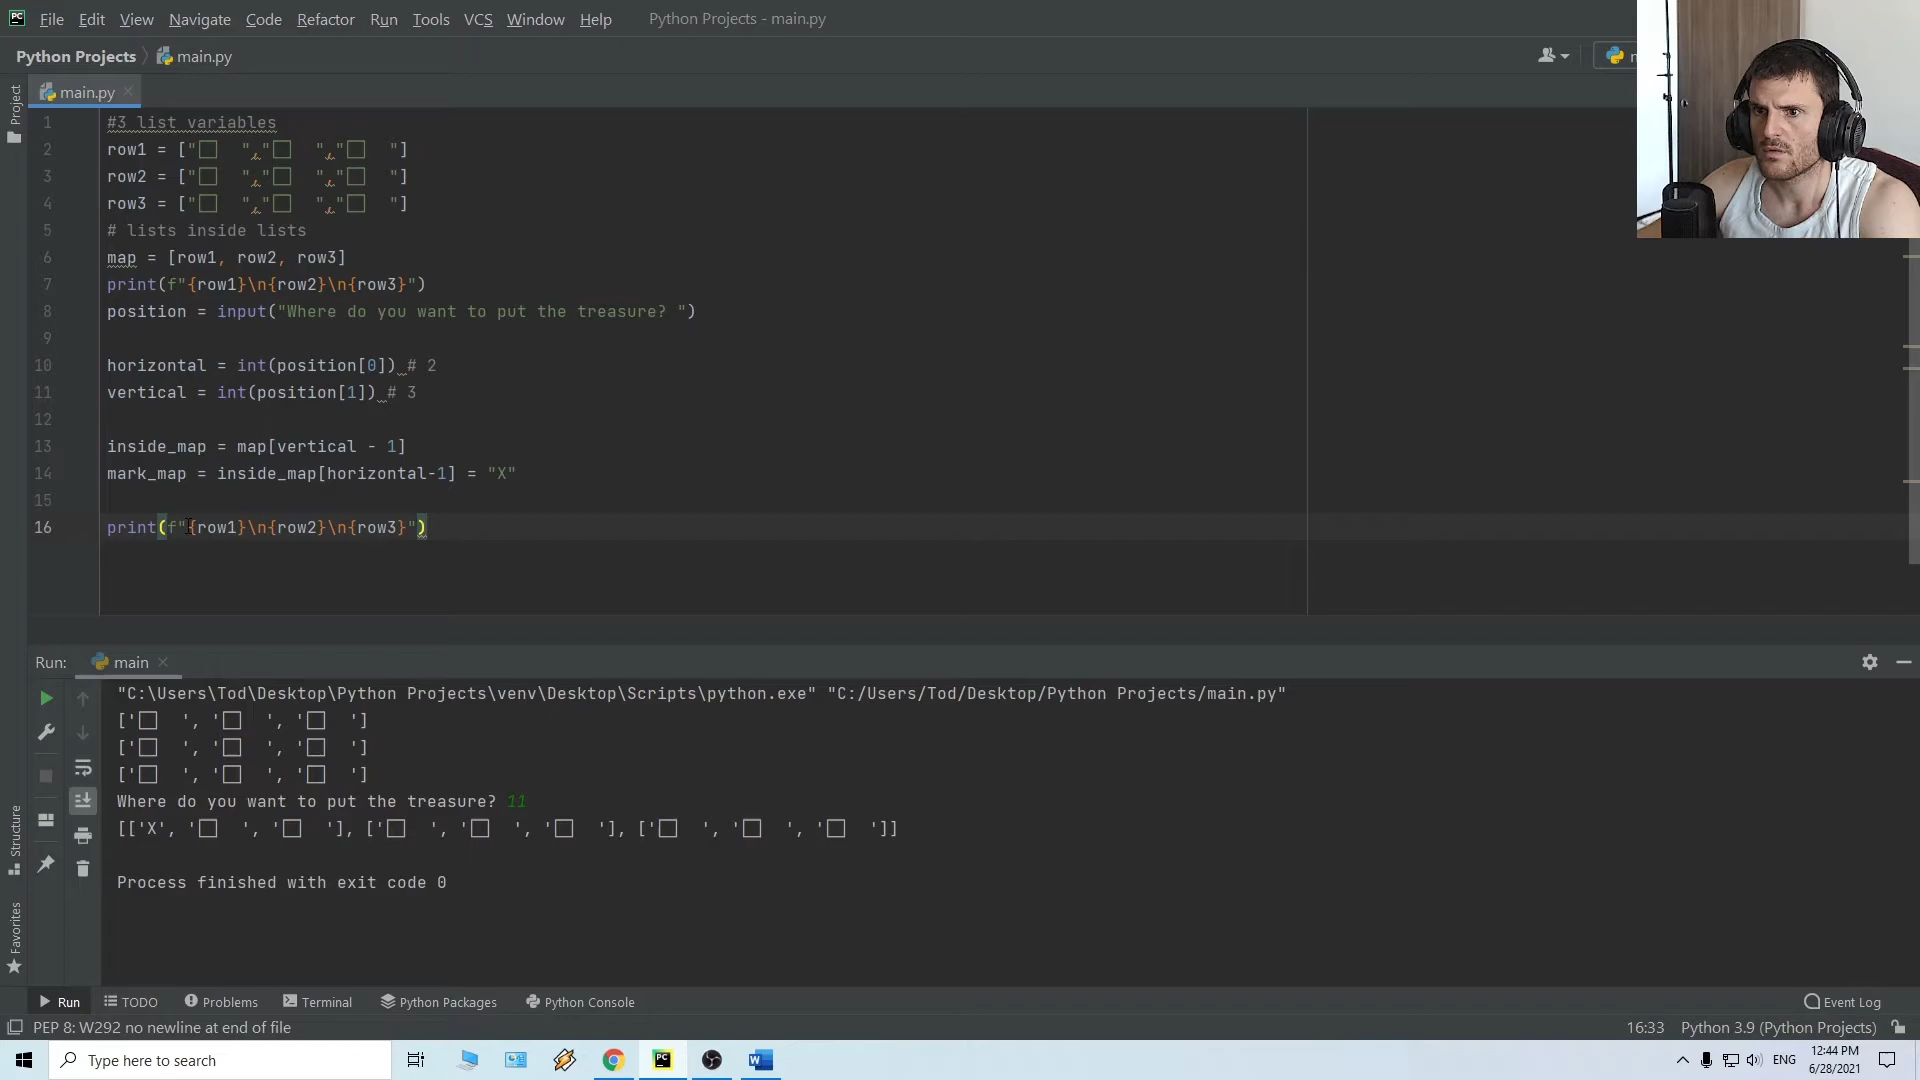 File Edit View Navigate Code Refactor Run Tools VCS Window Help Python Projects - main.py
Python Projects main.py
main.py
Project
1 #3 list variables
2 row1 = ["⬜  ","⬜  ","⬜  "]
3 row2 = ["⬜  ","⬜  ","⬜  "]
4 row3 = ["⬜  ","⬜  ","⬜  "]
5 # lists inside lists
6 map = [row1, row2, row3]
7 print(f"{row1}\n{row2}\n{row3}")
8 position = input("Where do you want to put the treasure? ")
9
10 horizontal = int(position[0]) # 2
11 vertical = int(position[1]) # 3
12
13 inside_map = map[vertical - 1]
14 mark_map = inside_map[horizontal-1] = "X"
15
16 print(f"{row1}\n{row2}\n{row3}")
Run: main
"C:\Users\Tod\Desktop\Python Projects\venv\Desktop\Scripts\python.exe" "C:/Users/Tod/Desktop/Python Projects/main.py"
['⬜  ', '⬜  ', '⬜  ']
['⬜  ', '⬜  ', '⬜  ']
['⬜  ', '⬜  ', '⬜  ']
Where do you want to put the treasure? 11
[['X', '⬜  ', '⬜  '], ['⬜  ', '⬜  ', '⬜  '], ['⬜  ', '⬜  ', '⬜  ']]
Process finished with exit code 0
Structure
Favorites
Run TODO Problems Terminal Python Packages Python Console Event Log
PEP 8: W292 no newline at end of file 16:33 Python 3.9 (Python Projects)
Type here to search ENG 12:44 PM
6/28/2021